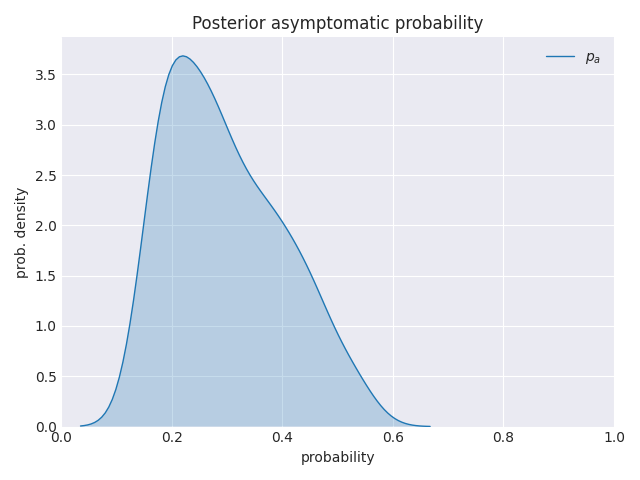 Posterior asymptomatic probability
pₐ
prob. density
3.5
3.0
2.5
2.0
1.5
1.0
0.5
0.0
0.0 0.2 0.4 0.6 0.8 1.0
probability